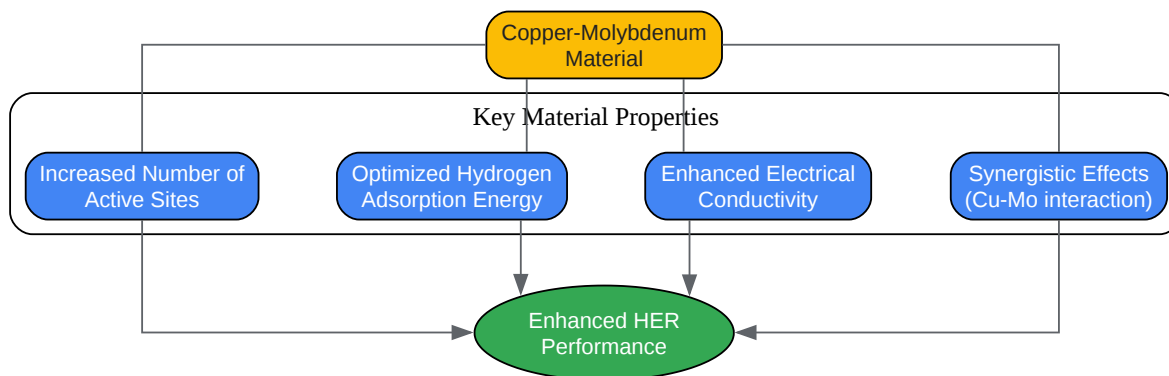 Copper-Molybdenum
Material
Key Material Properties
Increased Number of
Active Sites
Optimized Hydrogen
Adsorption Energy
Enhanced Electrical
Conductivity
Synergistic Effects
(Cu-Mo interaction)
Enhanced HER
Performance